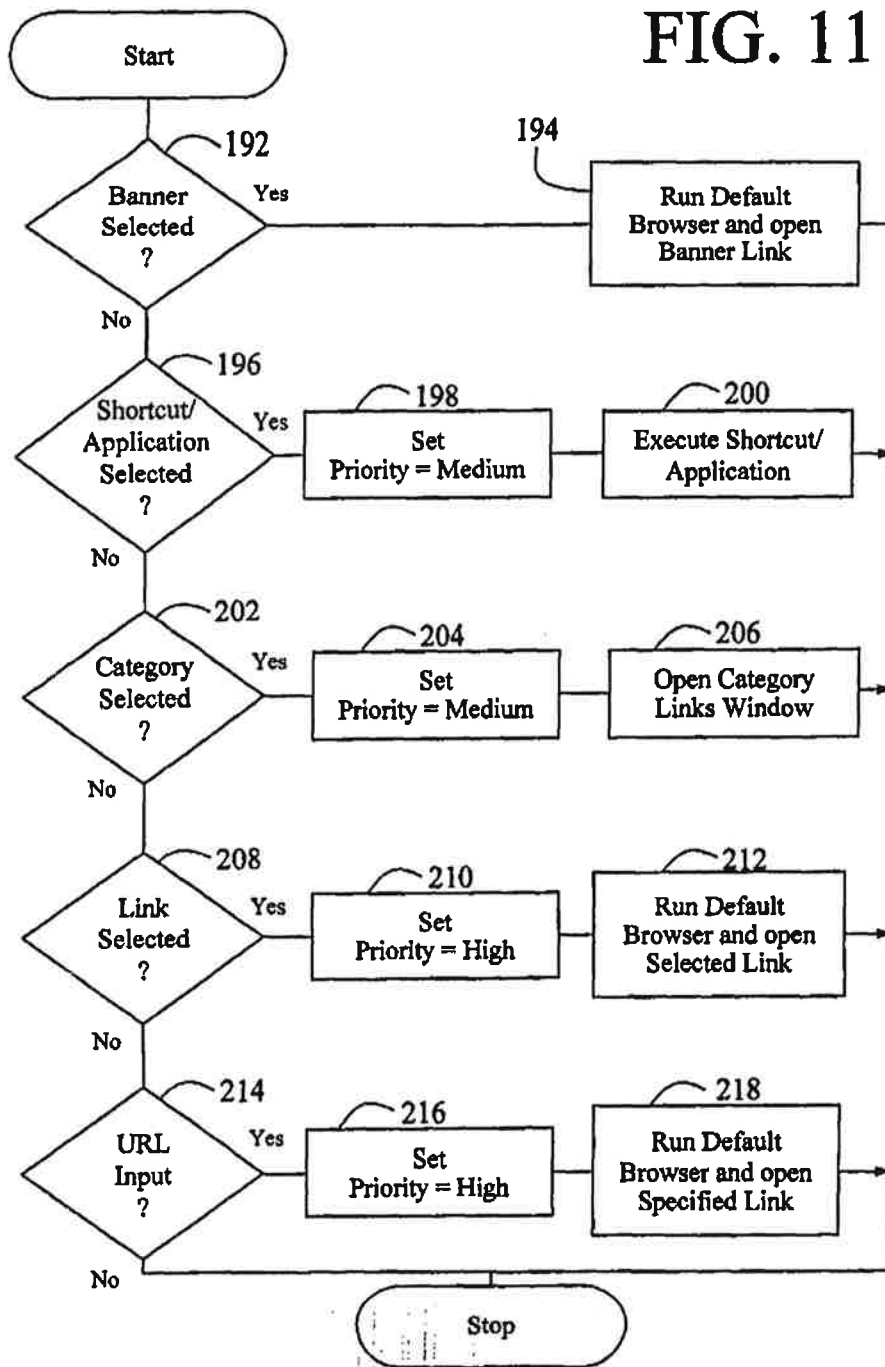 FIG. 11
Start
192
Banner
Selected
?
Yes
No
194
Run Default
Browser and open
Banner Link
196
Shortcut/
Application
Selected
?
Yes
No
198
Set
Priority = Medium
200
Execute Shortcut/
Application
202
Category
Selected
?
Yes
No
204
Set
Priority = Medium
206
Open Category
Links Window
208
Link
Selected
?
Yes
No
210
Set
Priority = High
212
Run Default
Browser and open
Selected Link
214
URL
Input
?
Yes
No
216
Set
Priority = High
218
Run Default
Browser and open
Specified Link
Stop